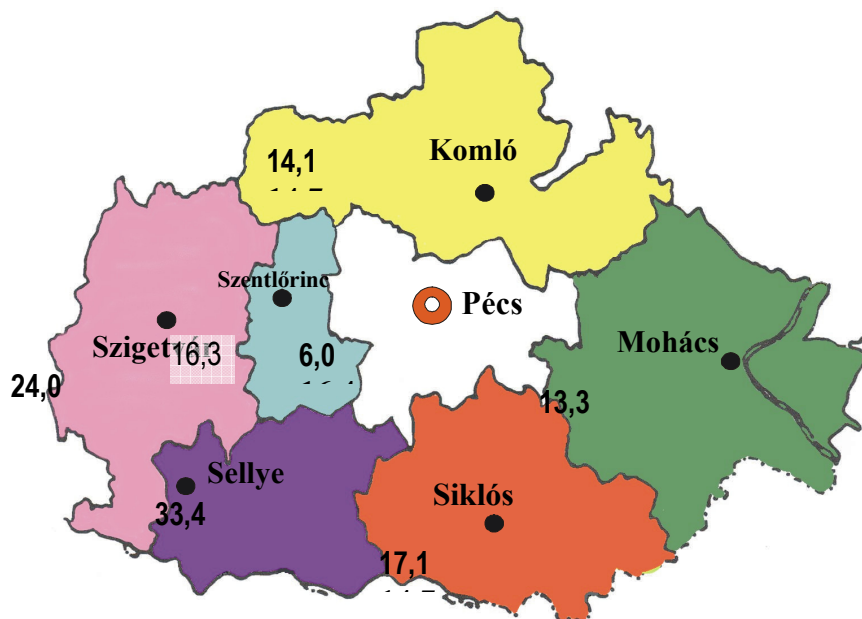 Komló
14,1
Szentlőrinc
Pécs
16,3
6,0
Mohács
24,0
13,3
Sellye
33,4
Siklós
17,1